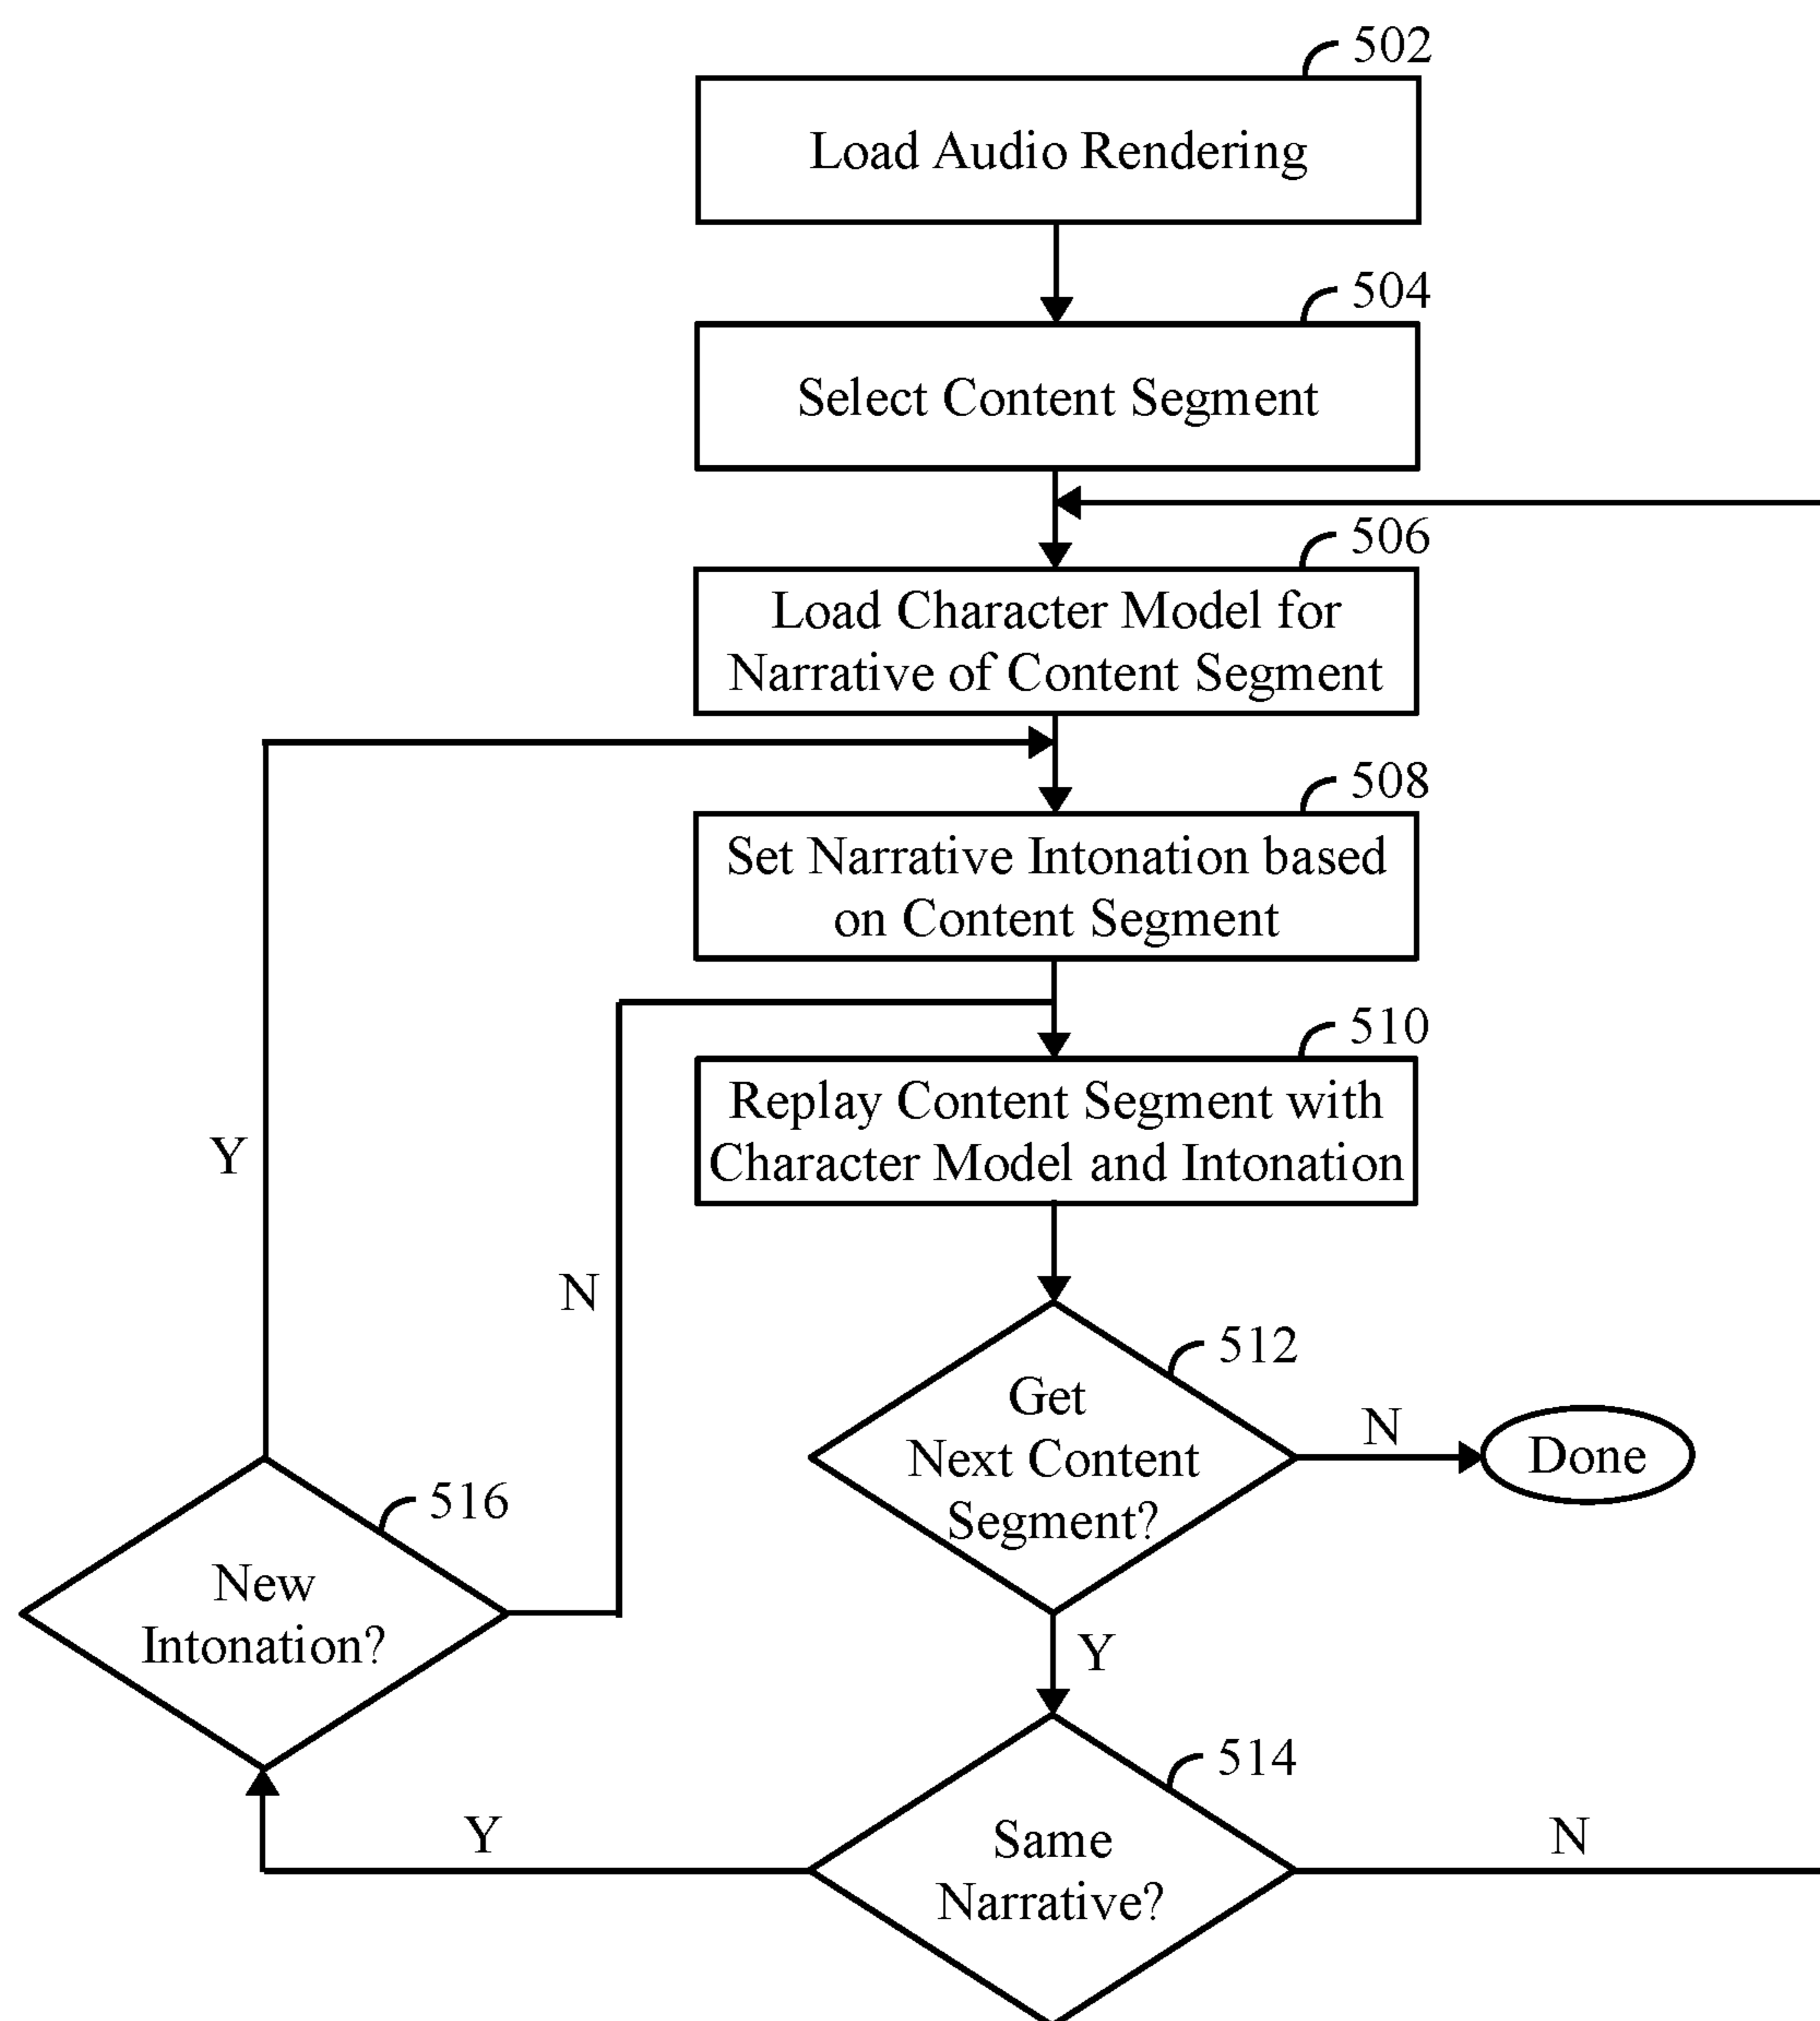 502
Load Audio Rendering
504
Select Content Segment
506
Load Character Model for
Narrative of Content Segment
508
Set Narrative Intonation based
on Content Segment
510
Replay Content Segment with
Character Model and Intonation
Y
N
512
Get
Next Content
Segment?
N
Done
516
New
Intonation?
Y
514
Same
Narrative?
Y
N